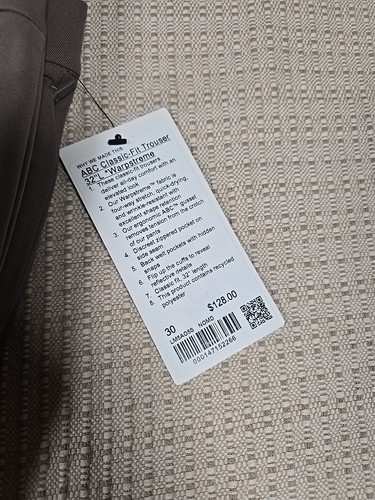 WHY WE MADE THIS
ABC Classic-Fit Trouser
32"L *Warpstreme
1. These classic-fit trousers
deliver all-day comfort with an
elevated look
2. Our Warpstreme™ fabric is
four-way stretch, quick-drying,
and wrinkle-resistant with
excellent shape retention
3. Our ergonomic ABC™ gusset
removes tension from the crotch
of our pants
4. Discreet zippered pocket on
side seam
5. Back welt pockets with hidden
snaps
6. Flip up the cuffs to reveal
reflective details
7. Classic fit, 32" length
8. This product contains recycled
polyester
$128.00
30
LM5AO5S NOMD
000147152266